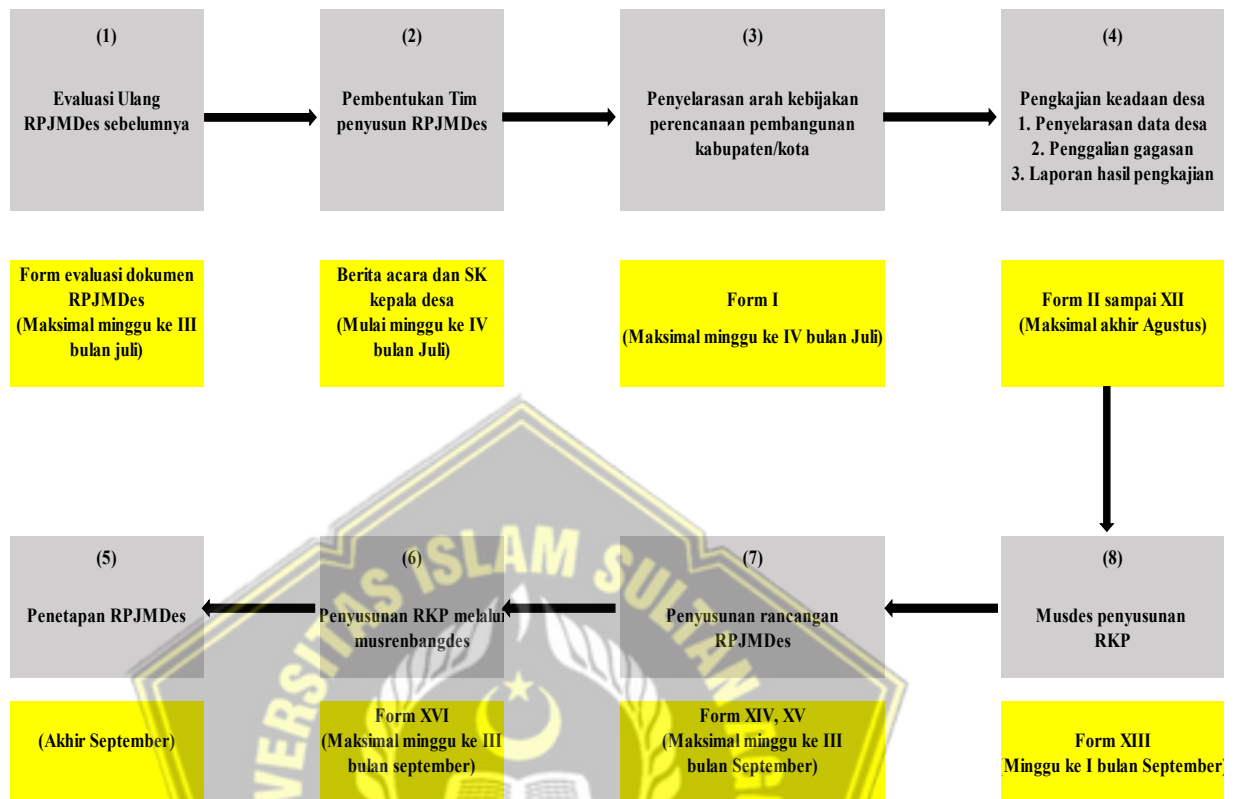 (1)
Evaluasi Ulang
RPJMDes sebelumnya
(2)
Pembentukan Tim
penyusun RPJMDes
(3)
Penyelarasan arah kebijakan
perencanaan pembangunan
kabupaten/kota
(4)
Pengkajian keadaan desa
1. Penyelarasan data desa
2. Penggalian gagasan
3. Laporan hasil pengkajian
Form evaluasi dokumen
RPJMDes
(Maksimal minggu ke III
bulan juli)
Berita acara dan SK
kepala desa
(Mulai minggu ke IV
bulan Juli)
Form I
(Maksimal minggu ke IV bulan Juli)
Form II sampai XII
(Maksimal akhir Agustus)
(5)
Penetapan RPJMDes
(6)
Penyusunan RKP melalui
musrenbangdes
(7)
Penyusunan rancangan
RPJMDes
(8)
Musdes penyusunan
RKP
(Akhir September)
Form XVI
(Maksimal minggu ke III
bulan september)
Form XIV, XV
(Maksimal minggu ke III
bulan September)
Form XIII
(Minggu ke I bulan September)
VERSITAS ISLAM SULTAN